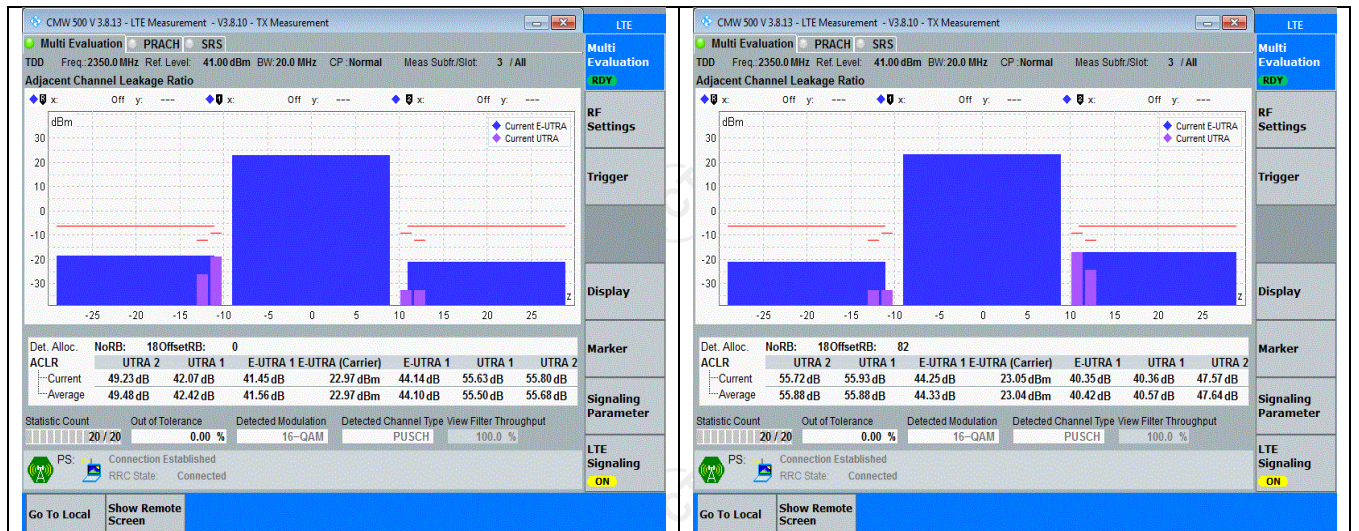 CMW 500 V 3.8.13 - LTE Measurement - V3.8.10 - TX Measurement
LTE
Multi Evaluation PRACH SRS
Multi Evaluation
RDY
TDD Freq.:2350.0 MHz Ref. Level: 41.00 dBm BW:20.0 MHz CP :Normal Meas Subfr./Slot: 3 / All
Adjacent Channel Leakage Ratio
x: Off y: --- x: Off y: --- x: Off y: ---
RF Settings
dBm
Current E-UTRA
Current UTRA
30
20
10
0
-10
-20
-30
-25 -20 -15 -10 -5 0 5 10 15 20 25
z
Trigger
Display
Marker
Det. Alloc. NoRB: 18OffsetRB: 0
ACLR UTRA 2 UTRA 1 E-UTRA 1 E-UTRA (Carrier) E-UTRA 1 UTRA 1 UTRA 2
Current 49.23 dB 42.07 dB 41.45 dB 22.97 dBm 44.14 dB 55.63 dB 55.80 dB
Average 49.48 dB 42.42 dB 41.56 dB 22.97 dBm 44.10 dB 55.50 dB 55.68 dB
Signaling Parameter
Statistic Count Out of Tolerance Detected Modulation Detected Channel Type View Filter Throughput
20 / 20 0.00 % 16-QAM PUSCH 100.0 %
LTE Signaling
ON
PS: Connection Established
RRC State: Connected
Go To Local
Show Remote Screen
CMW 500 V 3.8.13 - LTE Measurement - V3.8.10 - TX Measurement
LTE
Multi Evaluation PRACH SRS
Multi Evaluation
RDY
TDD Freq.:2350.0 MHz Ref. Level: 41.00 dBm BW:20.0 MHz CP :Normal Meas Subfr./Slot: 3 / All
Adjacent Channel Leakage Ratio
x: Off y: --- x: Off y: --- x: Off y: ---
RF Settings
dBm
Current E-UTRA
Current UTRA
30
20
10
0
-10
-20
-30
-25 -20 -15 -10 -5 0 5 10 15 20 25
z
Trigger
Display
Marker
Det. Alloc. NoRB: 18OffsetRB: 82
ACLR UTRA 2 UTRA 1 E-UTRA 1 E-UTRA (Carrier) E-UTRA 1 UTRA 1 UTRA 2
Current 55.72 dB 55.93 dB 44.25 dB 23.05 dBm 40.35 dB 40.36 dB 47.57 dB
Average 55.88 dB 55.88 dB 44.33 dB 23.04 dBm 40.42 dB 40.57 dB 47.64 dB
Signaling Parameter
Statistic Count Out of Tolerance Detected Modulation Detected Channel Type View Filter Throughput
20 / 20 0.00 % 16-QAM PUSCH 100.0 %
LTE Signaling
ON
PS: Connection Established
RRC State: Connected
Go To Local
Show Remote Screen